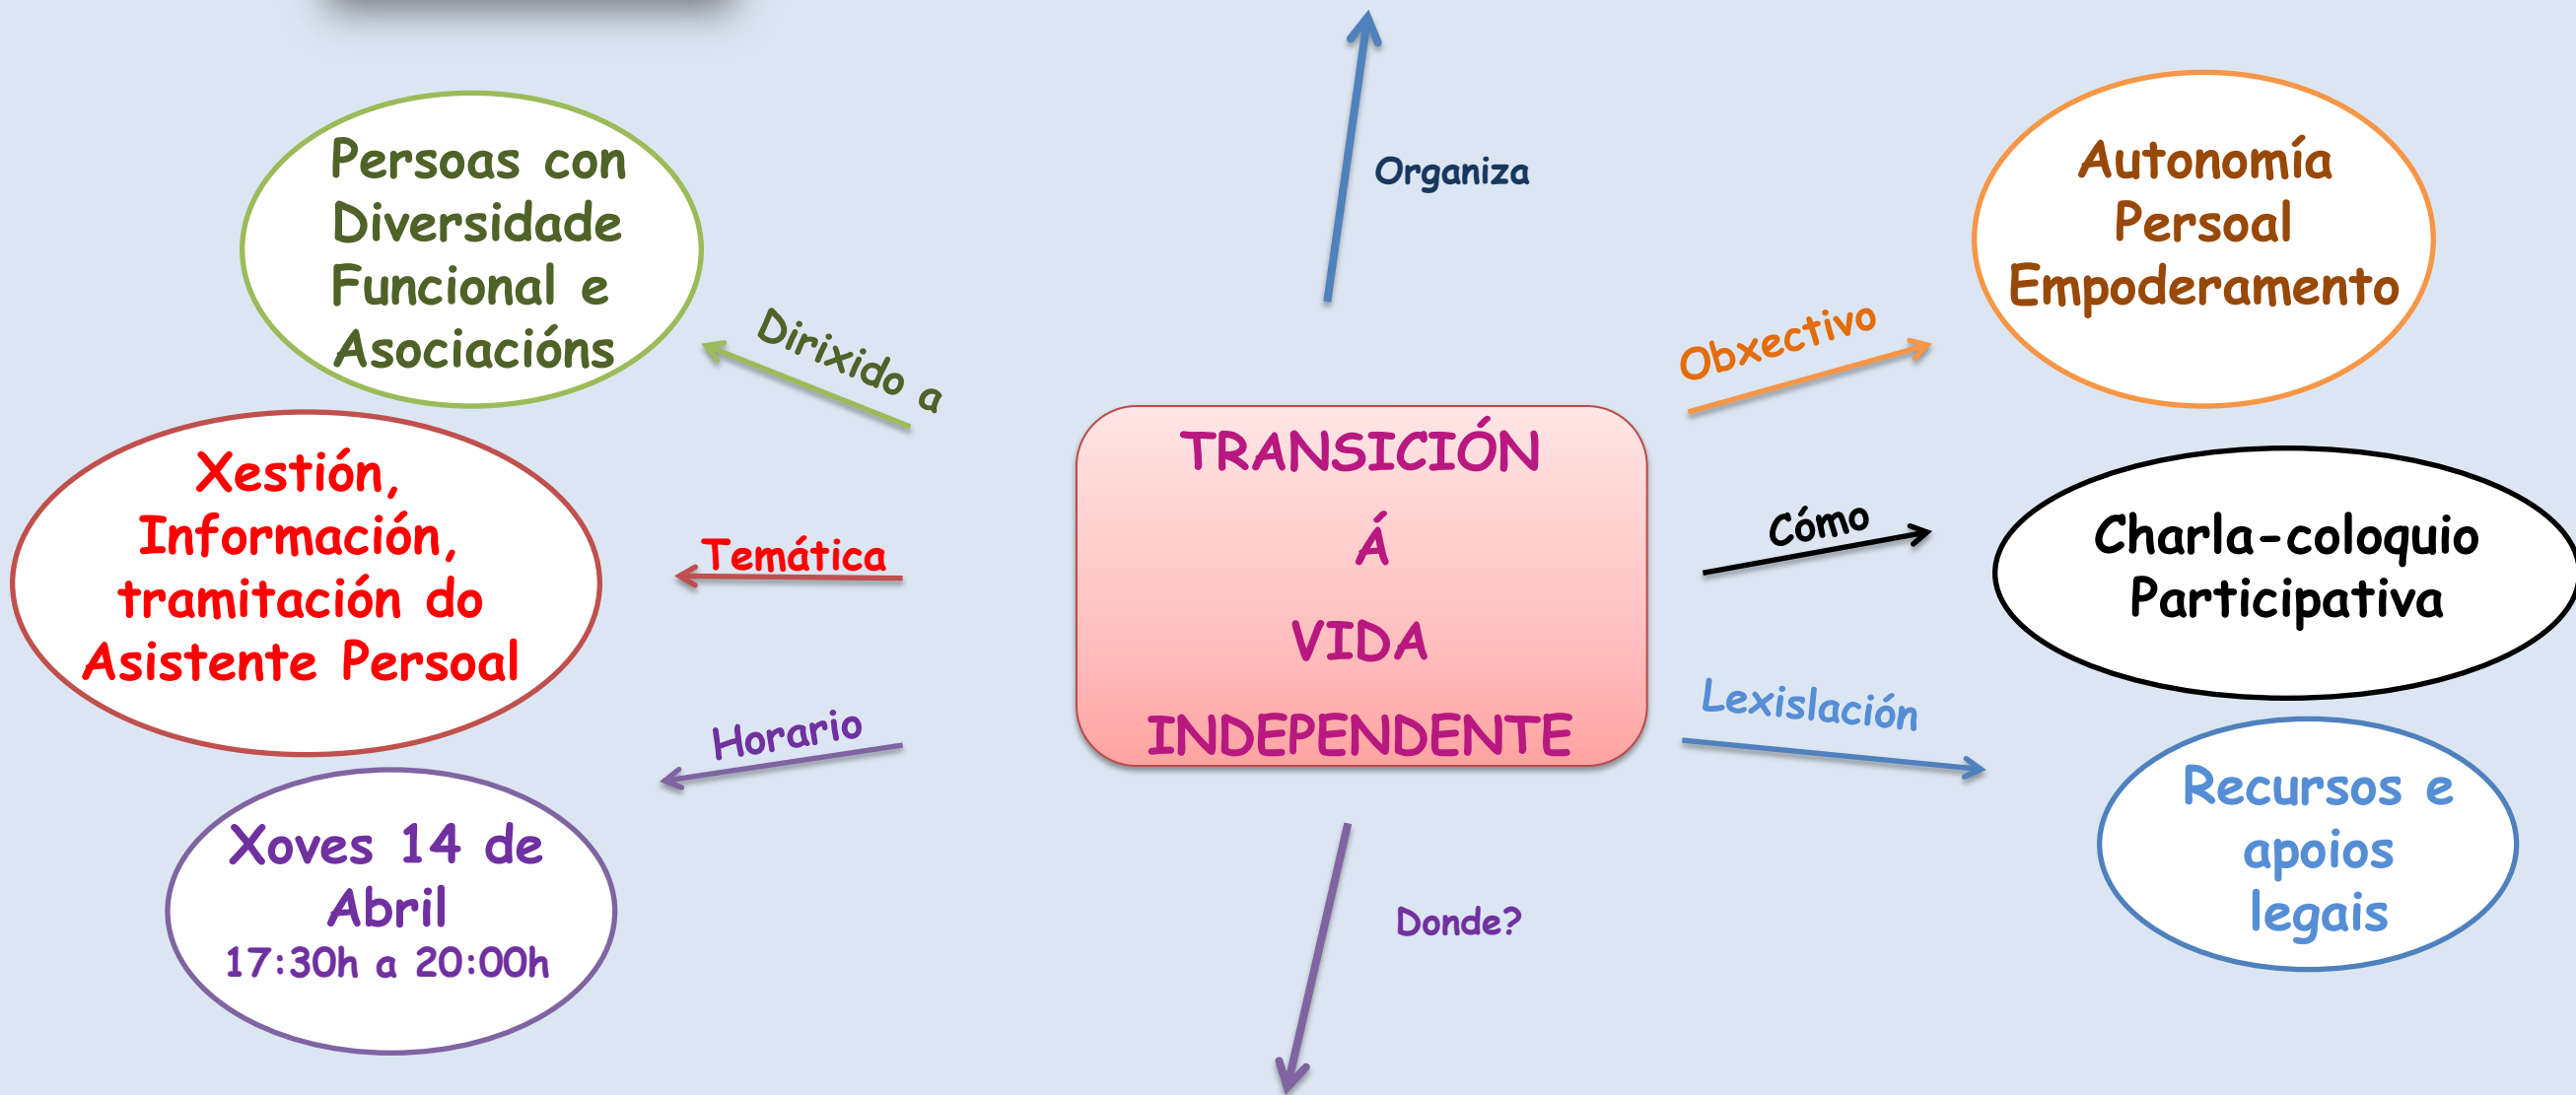 Organiza
Persoas con
Diversidade
Funcional e
Asociacións
Dirixido a
Xestión,
Información,
tramitación do
Asistente Persoal
Temática
Xoves 14 de
Abril
17:30h a 20:00h
Horario
TRANSICIÓN
Á
VIDA
INDEPENDENTE
Obxectivo
Autonomía
Persoal
Empoderamento
Cómo
Charla-coloquio
Participativa
Lexislación
Recursos e
apoios
legais
Donde?